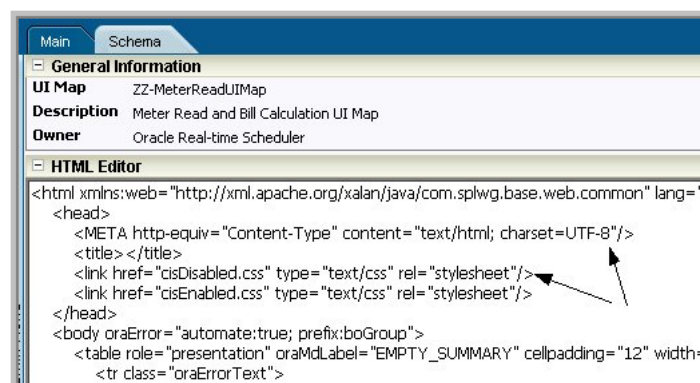 Main Schema
General Information
UI Map ZZ-MeterReadUIMap
Description Meter Read and Bill Calculation UI Map
Owner Oracle Real-time Scheduler
HTML Editor
<html xmlns:web="http://xml.apache.org/xalan/java/com.splwg.base.web.common" lang="
<head>
<META http-equiv="Content-Type" content="text/html; charset=UTF-8"/>
<title></title>
<link href="cisDisabled.css" type="text/css" rel="stylesheet"/>
<link href="cisEnabled.css" type="text/css" rel="stylesheet"/>
</head>
<body oraError="automate:true; prefix:boGroup">
<table role="presentation" oraMdLabel="EMPTY_SUMMARY" cellpadding="12" width=
<tr class="oraErrorText">